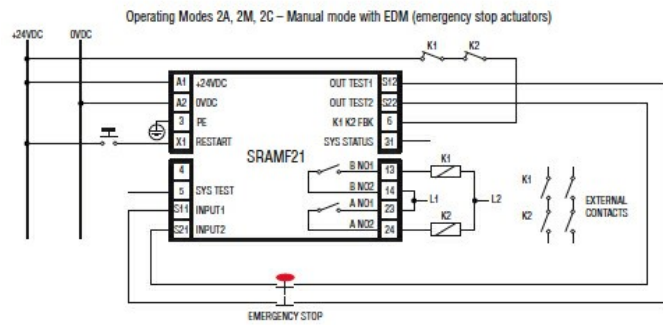 Operating Modes 2A, 2M, 2C – Manual mode with EDM (emergency stop actuators)
+24VDC 0VDC
K1 K2
A1 +24VDC OUT TEST1 S12
A2 0VDC OUT TEST2 S22
3 PE K1 K2 FBK 6
X1 RESTART SYS STATUS 31
SRAMF21
4 B NO1 13 K1
5 SYS TEST B NO2 14 L1 L2
S11 INPUT1 A NO1 23
S21 INPUT2 A NO2 24 K2
K1
K2
EXTERNAL
CONTACTS
EMERGENCY STOP